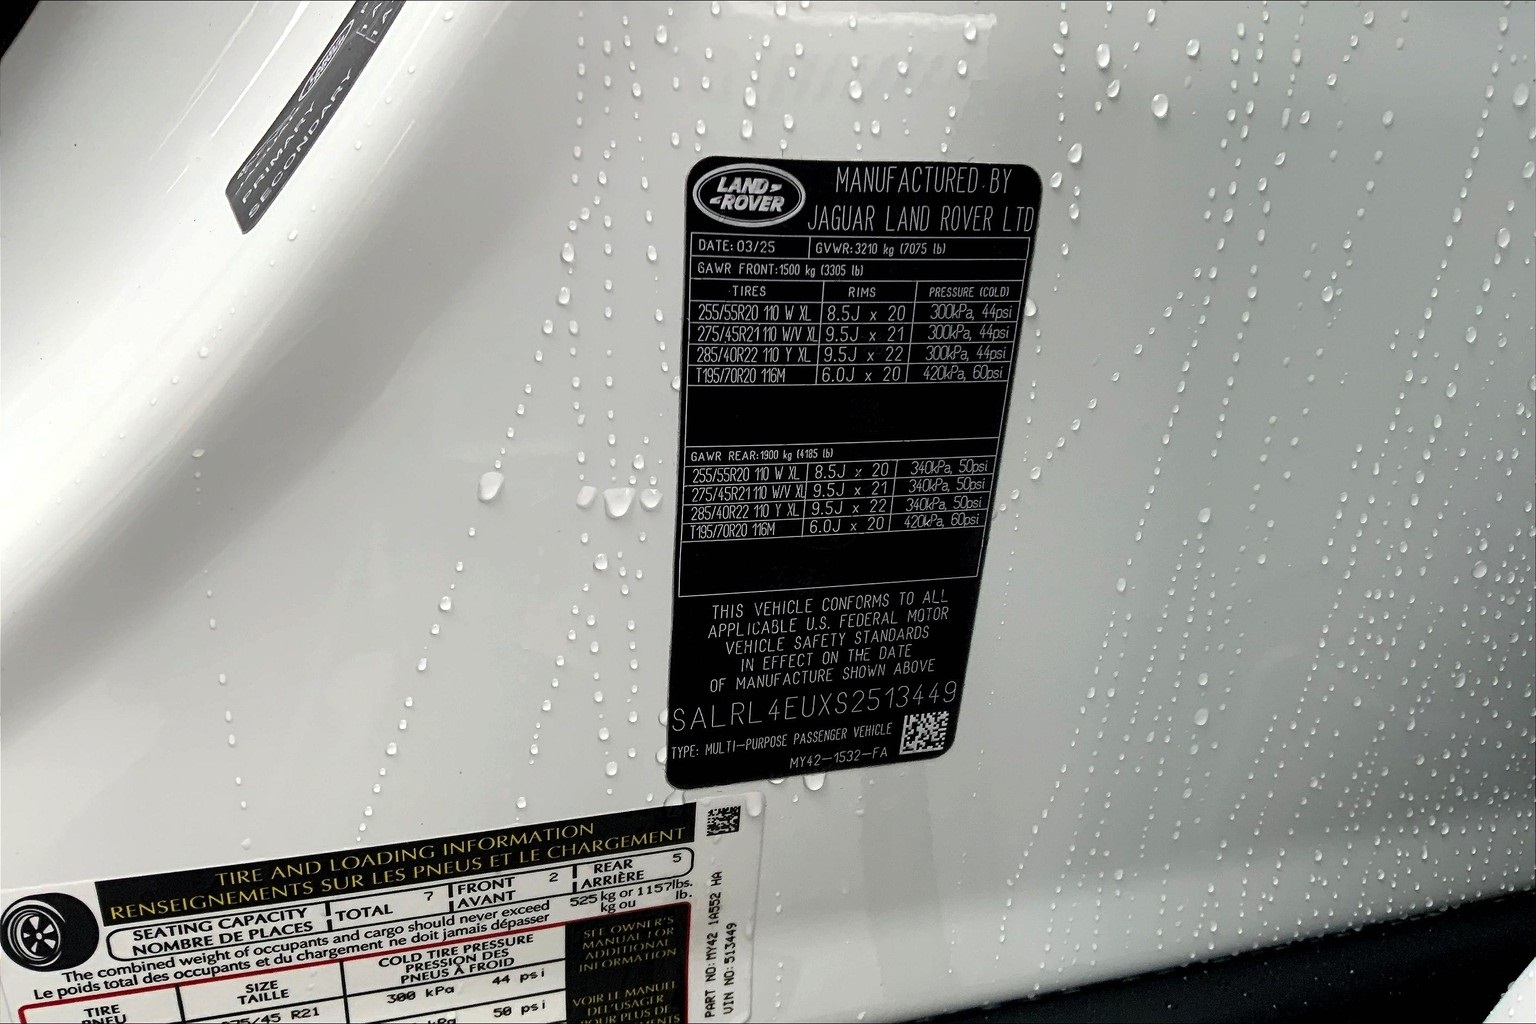 PRIMARY
SECONDARY
LAND ROVER
MANUFACTURED BY
JAGUAR LAND ROVER LTD
DATE: 03/25 GVWR: 3210 kg (7075 lb)
GAWR FRONT: 1500 kg (3305 lb)
TIRES RIMS PRESSURE (COLD)
255/55R20 110 W XL 8.5J x 20 300kPa, 44psi
275/45R21 110 W/V XL 9.5J x 21 300kPa, 44psi
285/40R22 110 Y XL 9.5J x 22 300kPa, 44psi
T195/70R20 116M 6.0J x 20 420kPa, 60psi
GAWR REAR: 1900 kg (4185 lb)
255/55R20 110 W XL 8.5J x 20 340kPa, 50psi
275/45R21 110 W/V XL 9.5J x 21 340kPa, 50psi
285/40R22 110 Y XL 9.5J x 22 340kPa, 50psi
T195/70R20 116M 6.0J x 20 420kPa, 60psi
THIS VEHICLE CONFORMS TO ALL
APPLICABLE U.S. FEDERAL MOTOR
VEHICLE SAFETY STANDARDS
IN EFFECT ON THE DATE
OF MANUFACTURE SHOWN ABOVE
SALRL4EUXS2513449
TYPE: MULTI-PURPOSE PASSENGER VEHICLE
MY42-1532-FA
TIRE AND LOADING INFORMATION
RENSEIGNEMENTS SUR LES PNEUS ET LE CHARGEMENT
SEATING CAPACITY TOTAL 7 FRONT 2 REAR 5
NOMBRE DE PLACES AVANT ARRIÈRE
The combined weight of occupants and cargo should never exceed 525 kg or 1157 lbs.
Le poids total des occupants et du chargement ne doit jamais dépasser kg ou lb.
TIRE SIZE COLD TIRE PRESSURE
PNEU TAILLE PRESSION DES
PNEUS À FROID
300 kPa 44 psi
275/45 R21 kPa 50 psi
SEE OWNER'S
MANUAL FOR
ADDITIONAL
INFORMATION
VOIR LE MANUEL
DE L'USAGER
POUR PLUS DE
PART NO: MY42 1A552 HA
VIN NO: 513449